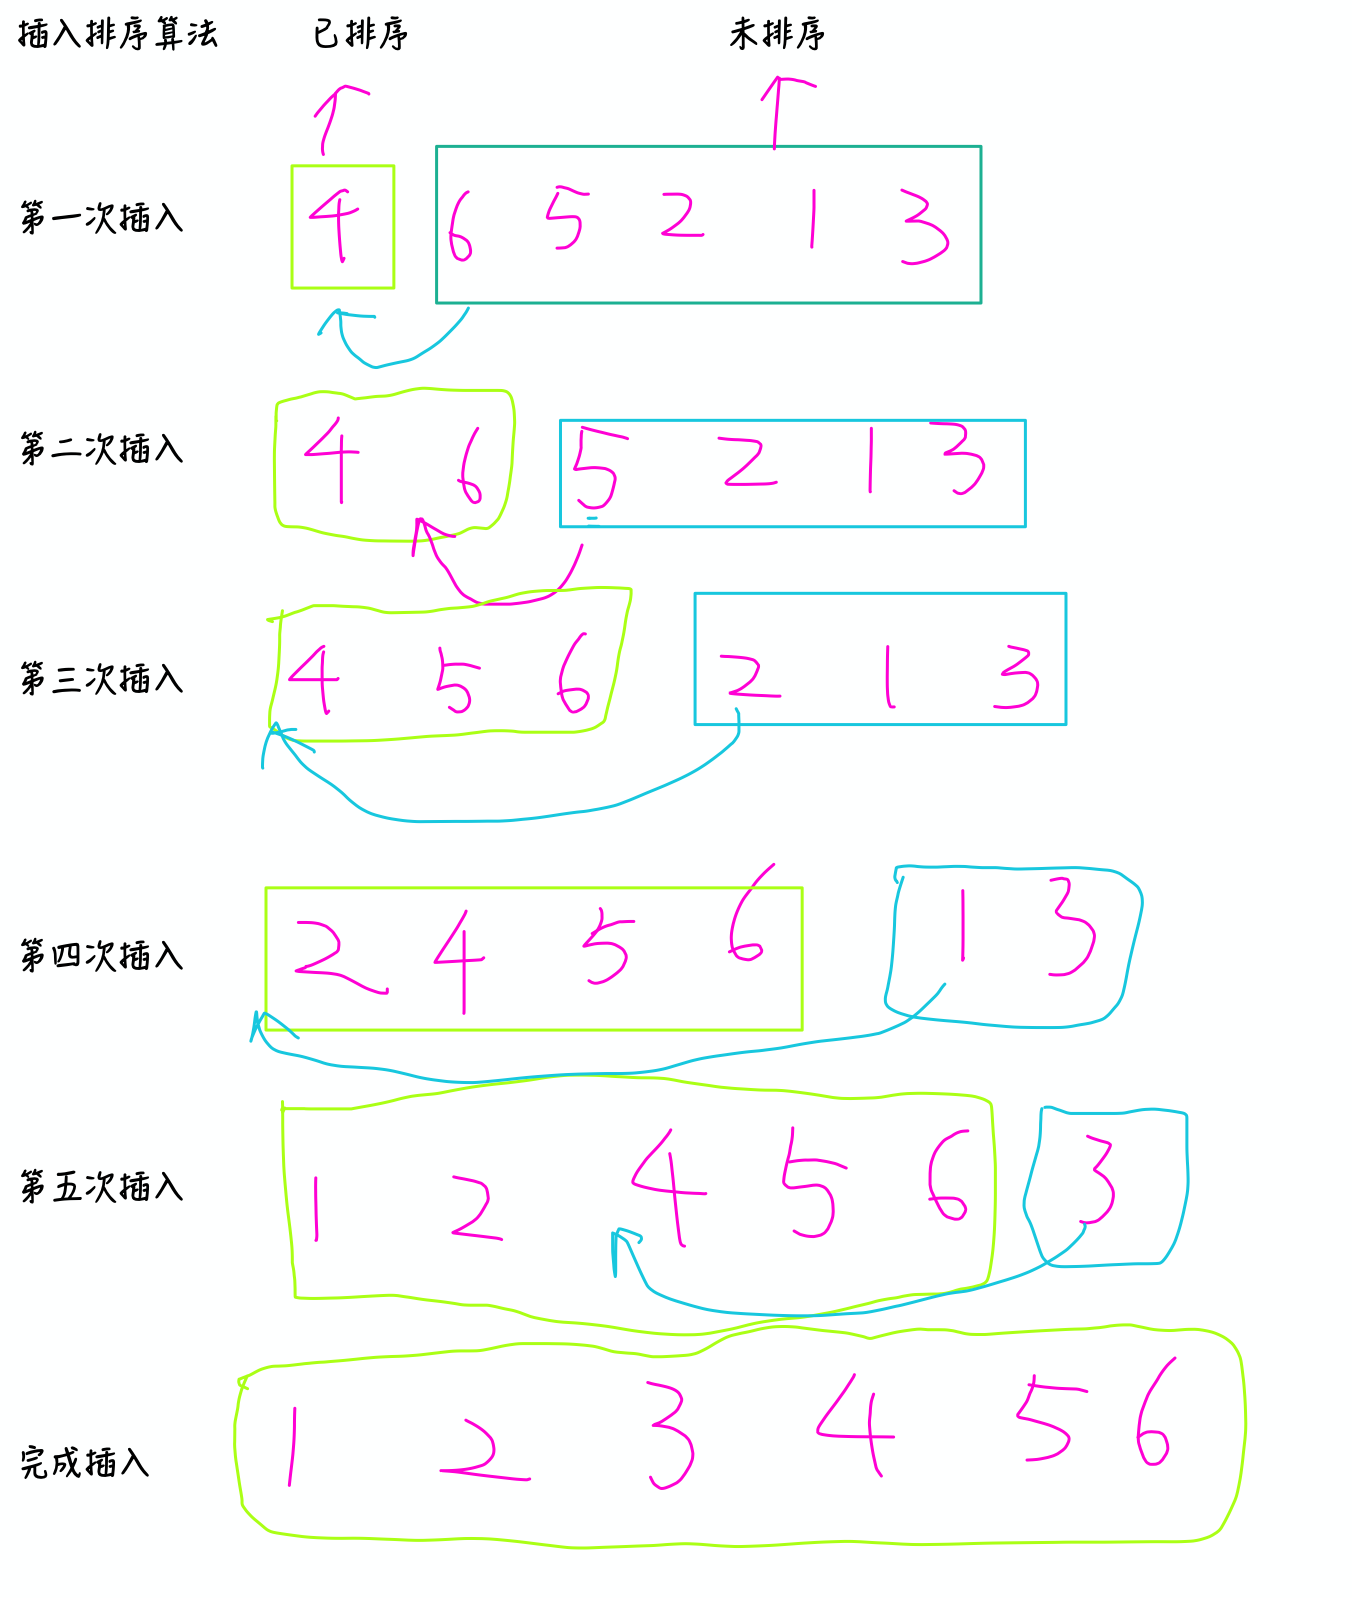 插入排序算法 已排序 未排序
第一次插入 4 6 5 2 1 3
第二次插入 4 6 5 2 1 3
第三次插入 4 5 6 2 1 3
第四次插入 2 4 5 6 1 3
第五次插入 1 2 4 5 6 3
完成插入 1 2 3 4 5 6